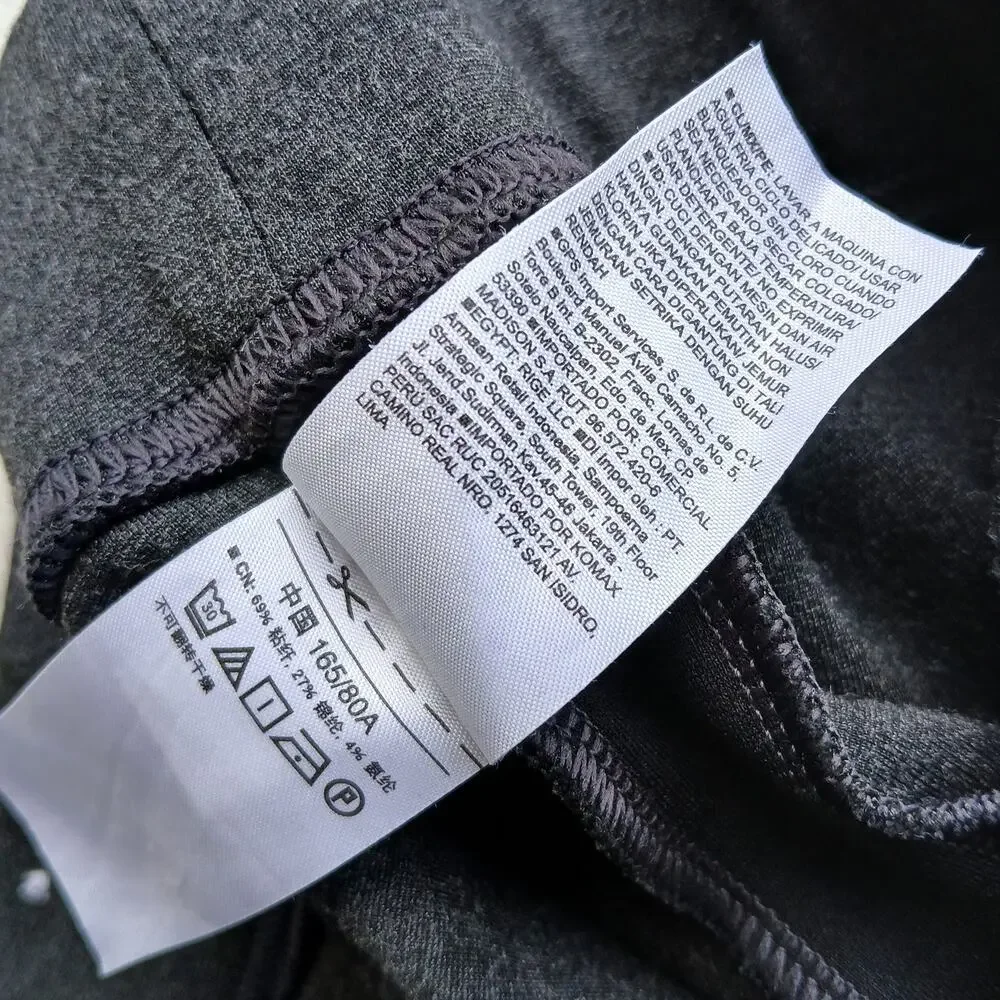 ■ CL/MX/PE LAVAR A MAQUINA CON
AGUA FRIA CICLO DELICADO/ USAR
BLANQUEADOR SIN CLORO CUANDO
SEA NECESARIO/ SECAR COLGADO/
PLANCHAR A BAJA TEMPERATURA/
USAR DETERGENTE/ NO EXPRIMIR
■ ID: CUCI DENGAN MESIN DAN AIR
DINGIN, DENGAN PUTARAN HALUS/
HANYA GUNAKAN PEMUTIH NON
KLORIN JIKA DIPERLUKAN/ JEMUR
DENGAN CARA DIGANTUNG DI TALI
JEMURAN/ SETRIKA DENGAN SUHU
RENDAH
■GPS Import Services, S. de R.L. de C.V.
Boulevard Manuel Ávila Camacho No. 5,
Torre B Int. B-2302, Fracc. Lomas de
Sotelo Naucalpan, Edo. de Mex. CP.
53390 ■IMPORTADO POR: COMERCIAL
MADISON S.A RUT 96.572.420-6
■EGYPT: RIGE LLC ■Di Impor oleh : PT.
Amaan Retail Indonesia, Sampoerna
Strategic Square, South Tower, 19th Floor
Jl. Jend Sudirman Kav.45-46 Jakarta -
Indonesia ■IMPORTADO POR:KOMAX
PERÚ SAC RUC 20516463121 AV.
CAMINO REAL NRO. 1274 SAN ISIDRO,
LIMA
中国 165/80A
■ CN: 69% 粘纤, 27% 锦纶, 4% 氨纶
30
P
不可翻转干燥